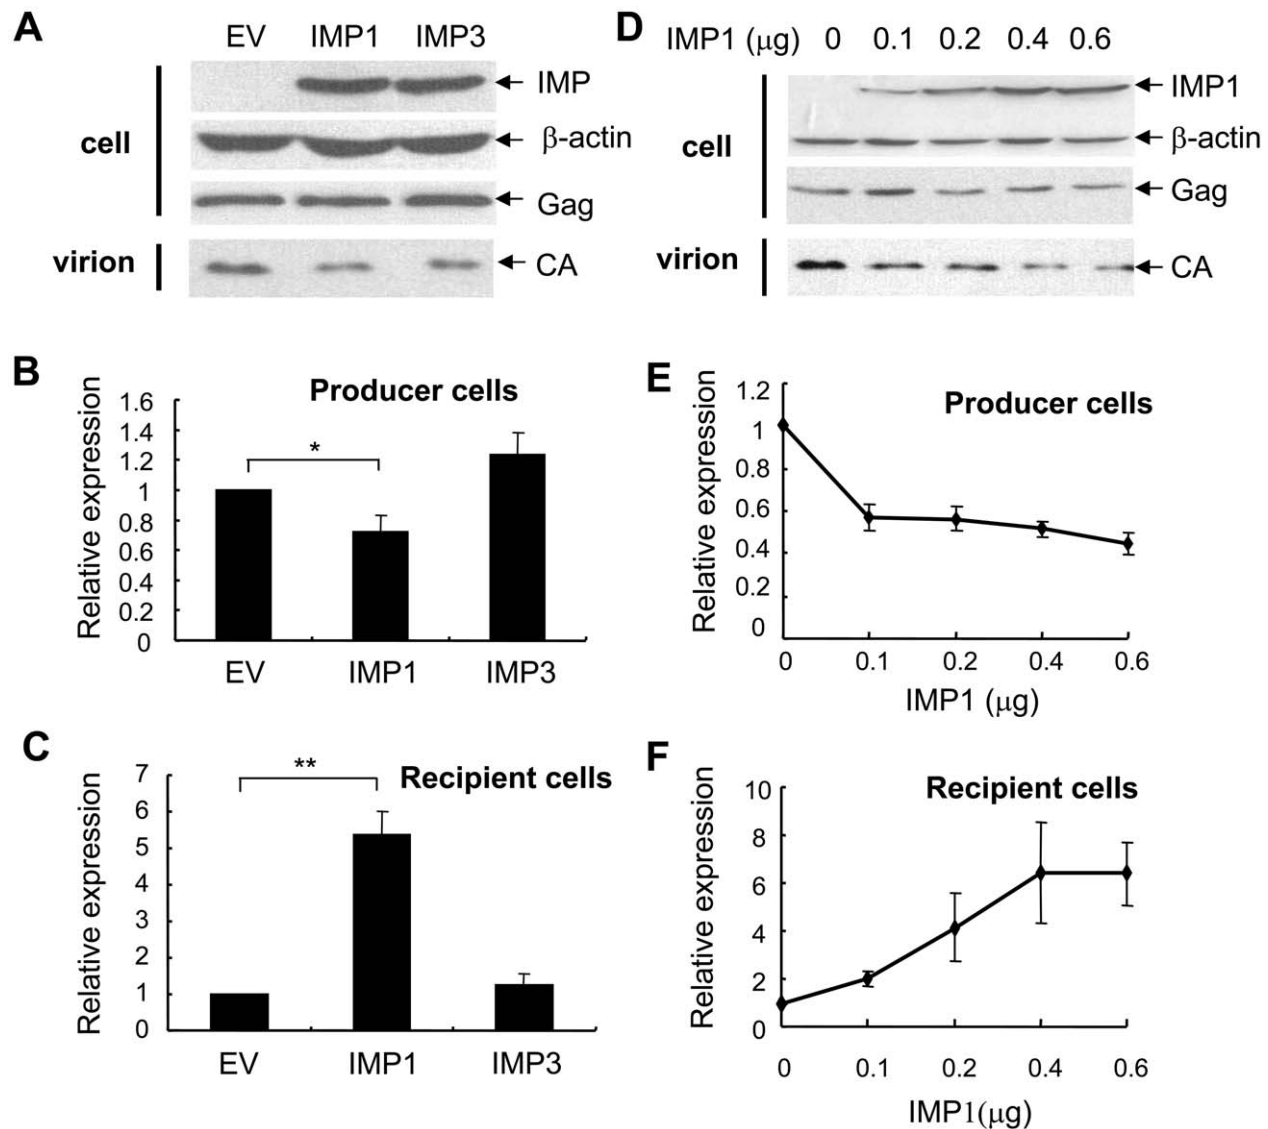 A
EV IMP1 IMP3
IMP
β-actin
cell
Gag
virion
CA
B
Producer cells
Relative expression
1.6
1.4
1.2
1
0.8
0.6
0.4
0.2
0
*
EV IMP1 IMP3
C
Recipient cells
Relative expression
7
6
5
4
3
2
1
0
**
EV IMP1 IMP3
D
IMP1 (μg) 0 0.1 0.2 0.4 0.6
IMP1
β-actin
cell
Gag
virion
CA
E
Producer cells
Relative expression
1.2
1
0.8
0.6
0.4
0.2
0
0 0.1 0.2 0.4 0.6
IMP1 (μg)
F
Recipient cells
Relative expression
10
8
6
4
2
0
0 0.1 0.2 0.4 0.6
IMP1(μg)